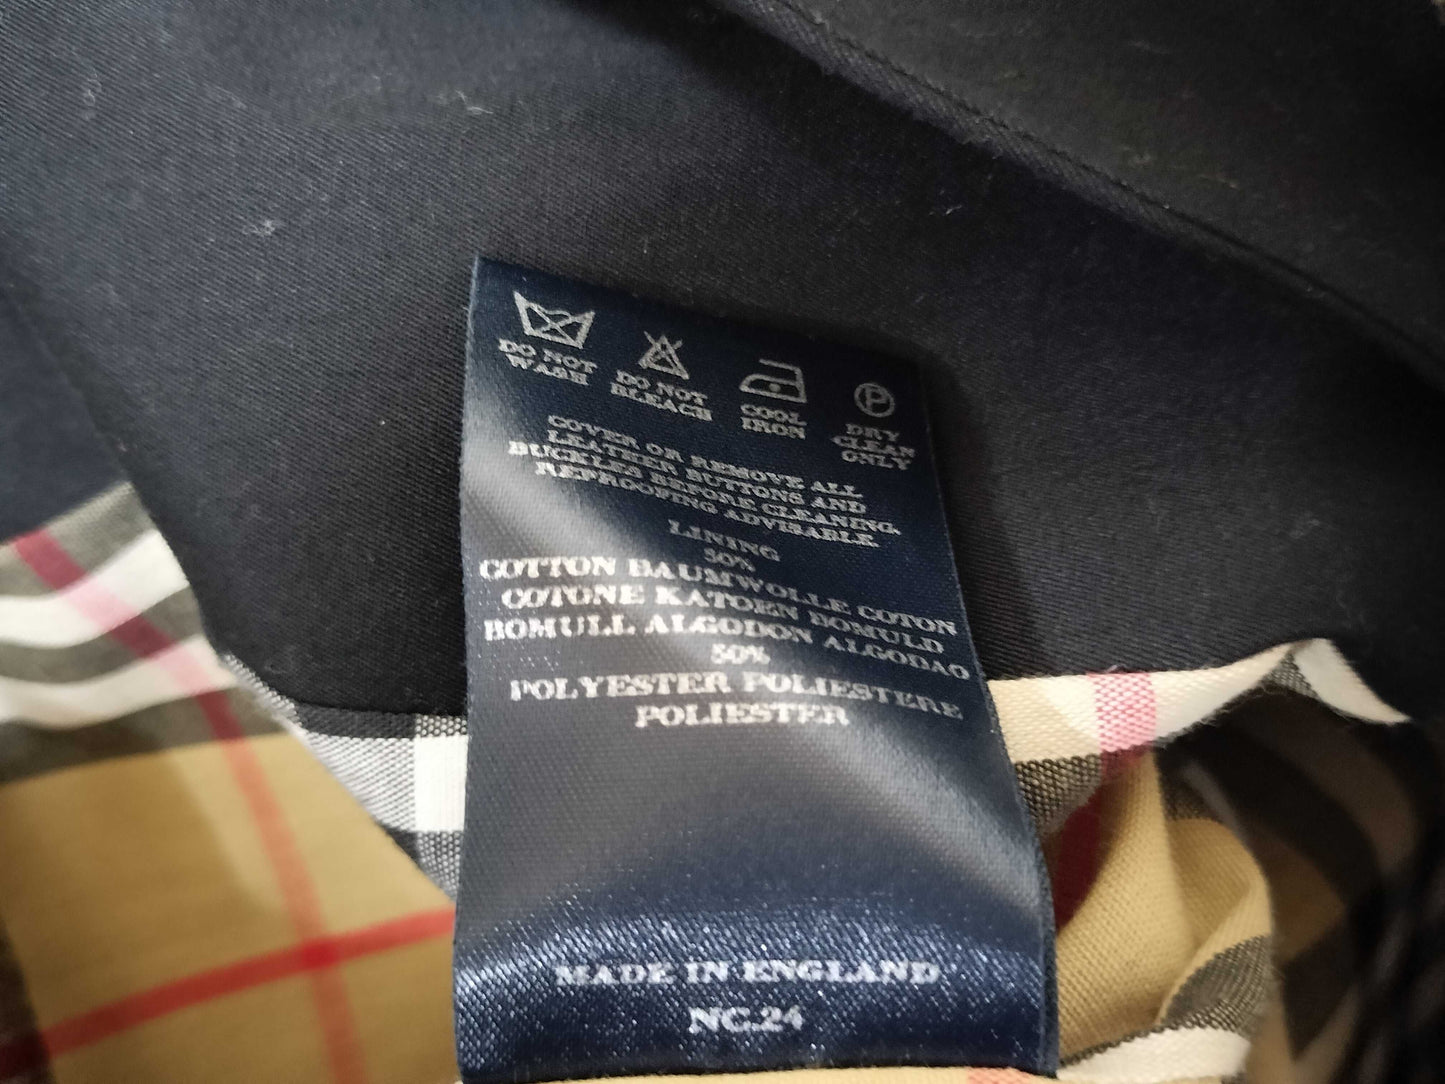 DO NOT
WASH
DO NOT
BLEACH
COOL
IRON
P
DRY
CLEAN
ONLY
COVER OR REMOVE ALL
LEATHER BUTTONS AND
BUCKLES BEFORE CLEANING.
REPROOFING ADVISABLE.
LINING
50%
COTTON BAUMWOLLE COTON
COTONE KATOEN BOMULD
BOMULL ALGODON ALGODAO
50%
POLYESTER POLIESTERE
POLIESTER
MADE IN ENGLAND
NC.24